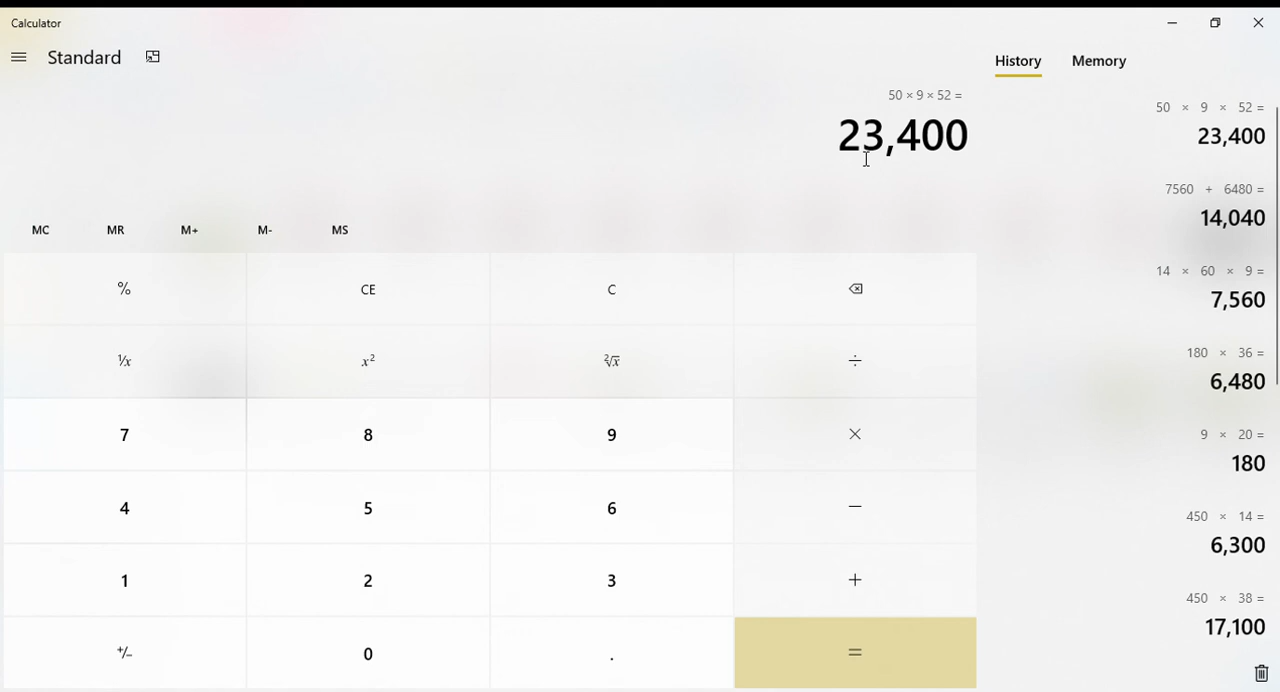 Calculator
Standard
History
Memory
50 × 9 × 52 =
23,400
MC MR M+ M- MS
% CE C
¹⁄x x² ²√x ÷
7 8 9 ×
4 5 6 −
1 2 3 +
+/− 0 . =
50 × 9 × 52 =
23,400
7560 + 6480 =
14,040
14 × 60 × 9 =
7,560
180 × 36 =
6,480
9 × 20 =
180
450 × 14 =
6,300
450 × 38 =
17,100